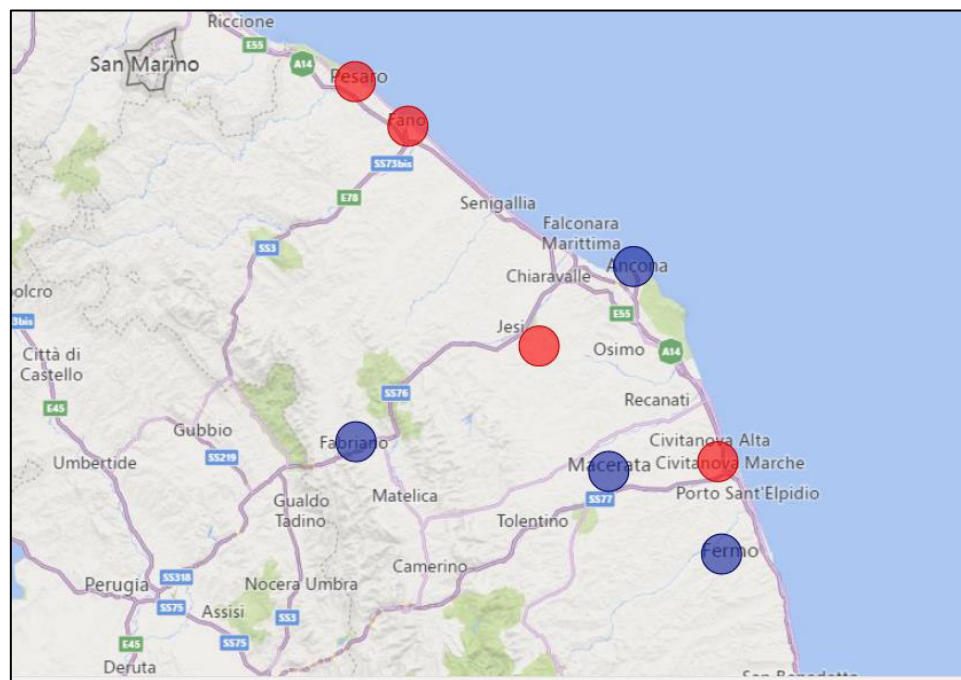 Riccione
E55
San Marino
A14
Pesaro
Fano
SS73bis
E78
Senigallia
SS3
Falconara
Marittima
Ancona
Chiaravalle
olcro
E55
3bis
Jesi
Osimo
A14
Città di
Castello
SS76
E45
Recanati
Gubbio
Fabriano
Civitanova Alta
Umbertide
SS219
Macerata
Civitanova Marche
Gualdo
Tadino
Matelica
SS77
Porto Sant'Elpidio
Tolentino
Fermo
Camerino
SS318
Perugia
Nocera Umbra
SS75
Assisi
SS3
E45
SS75
Deruta
San Benedetto